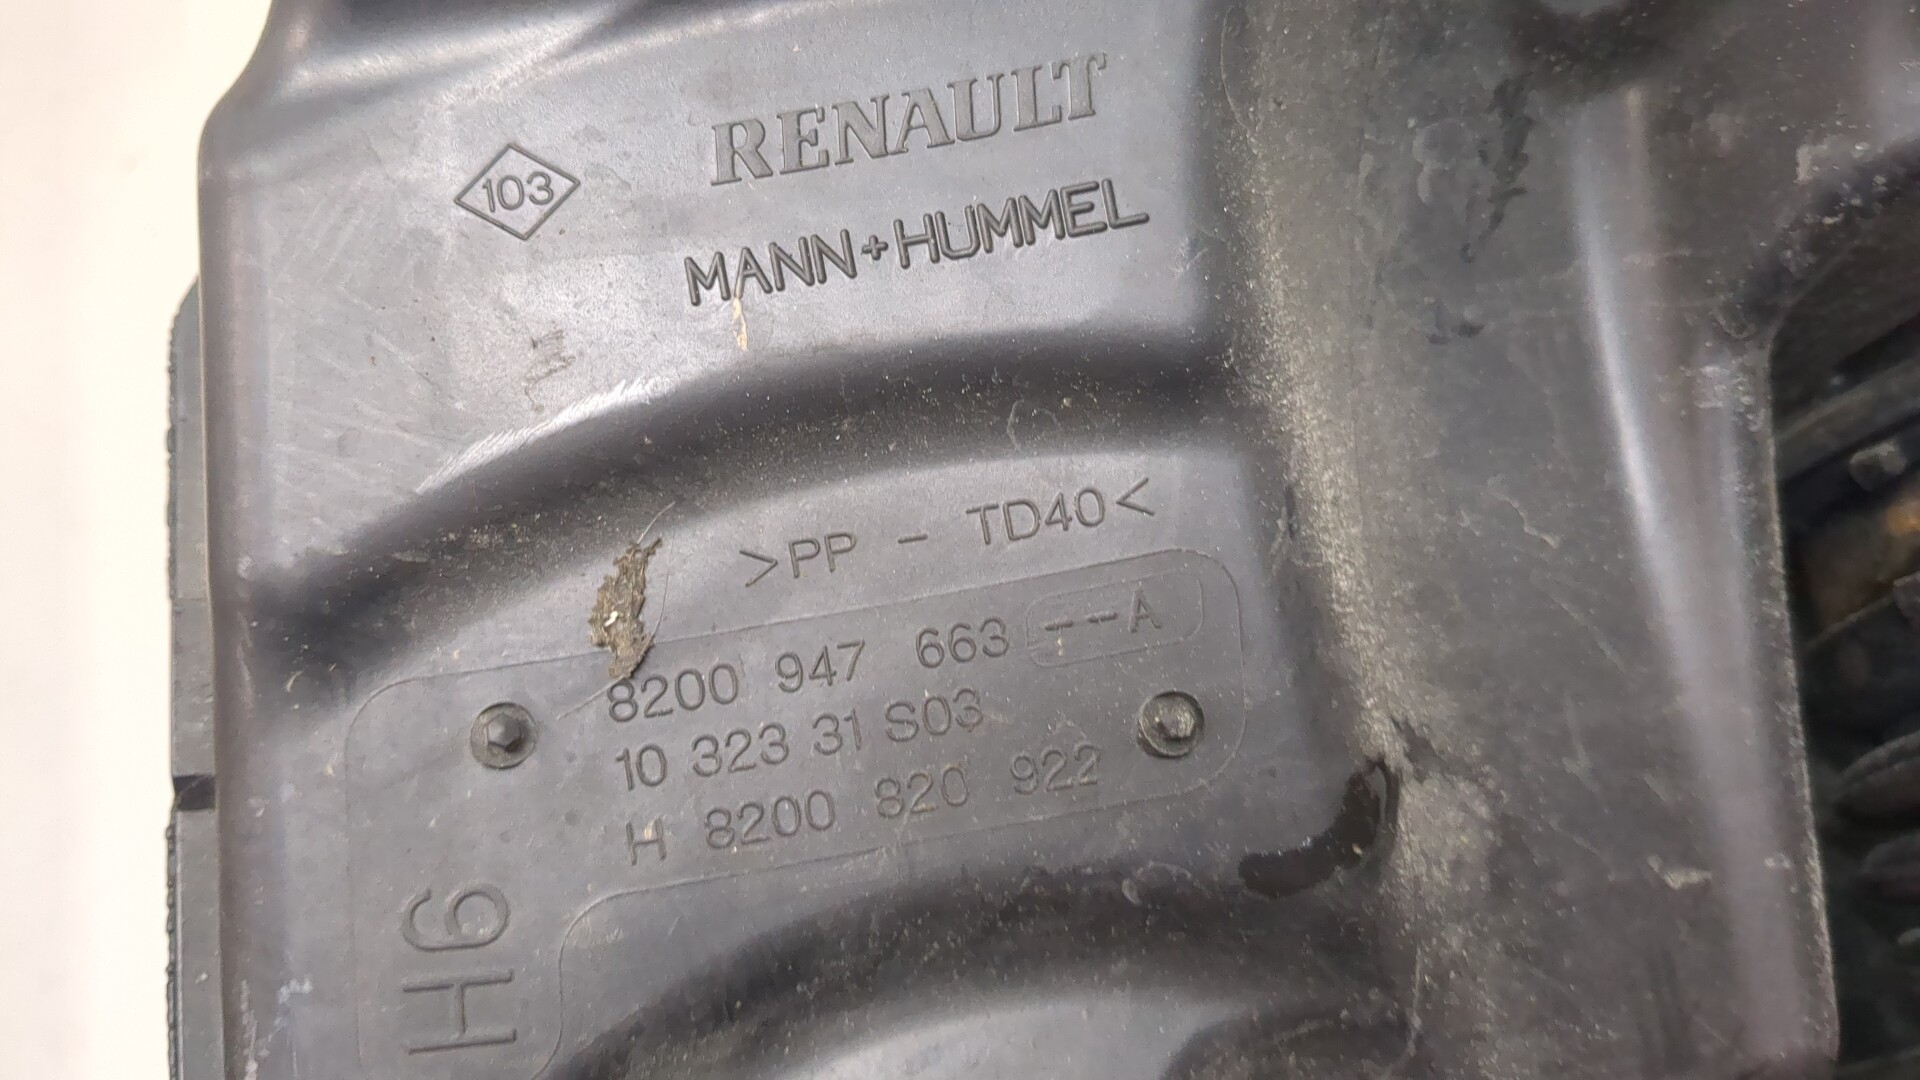 103
RENAULT
MANN+HUMMEL
>PP - TD40<
8200 947 663 --A
10 323 31 S03
H 8200 820 922
H6